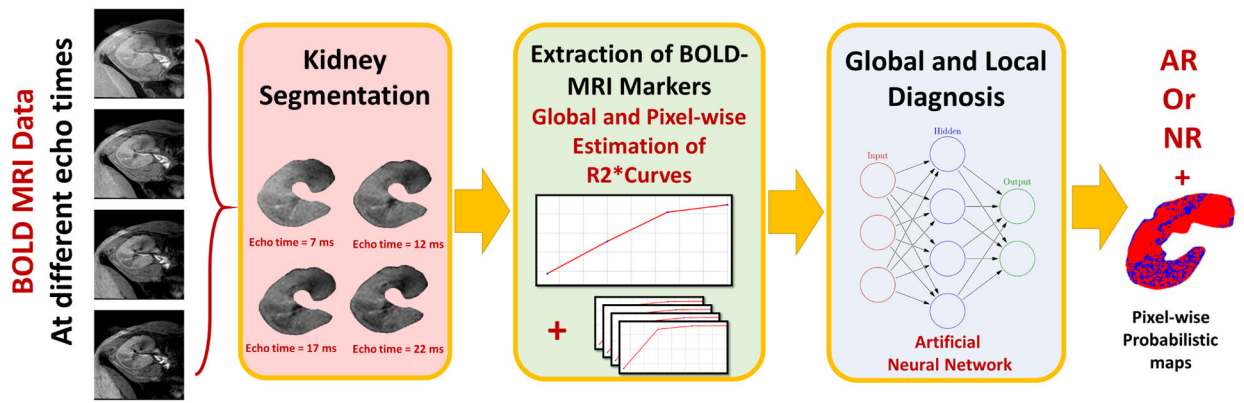 BOLD MRI Data
At different echo times
Kidney
Segmentation
Echo time = 7 ms
Echo time = 12 ms
Echo time = 17 ms
Echo time = 22 ms
Extraction of BOLD-
MRI Markers
Global and Pixel-wise
Estimation of
R2*Curves
+
Global and Local
Diagnosis
Hidden
Input
Output
Artificial
Neural Network
AR
Or
NR
+
Pixel-wise
Probabilistic
maps